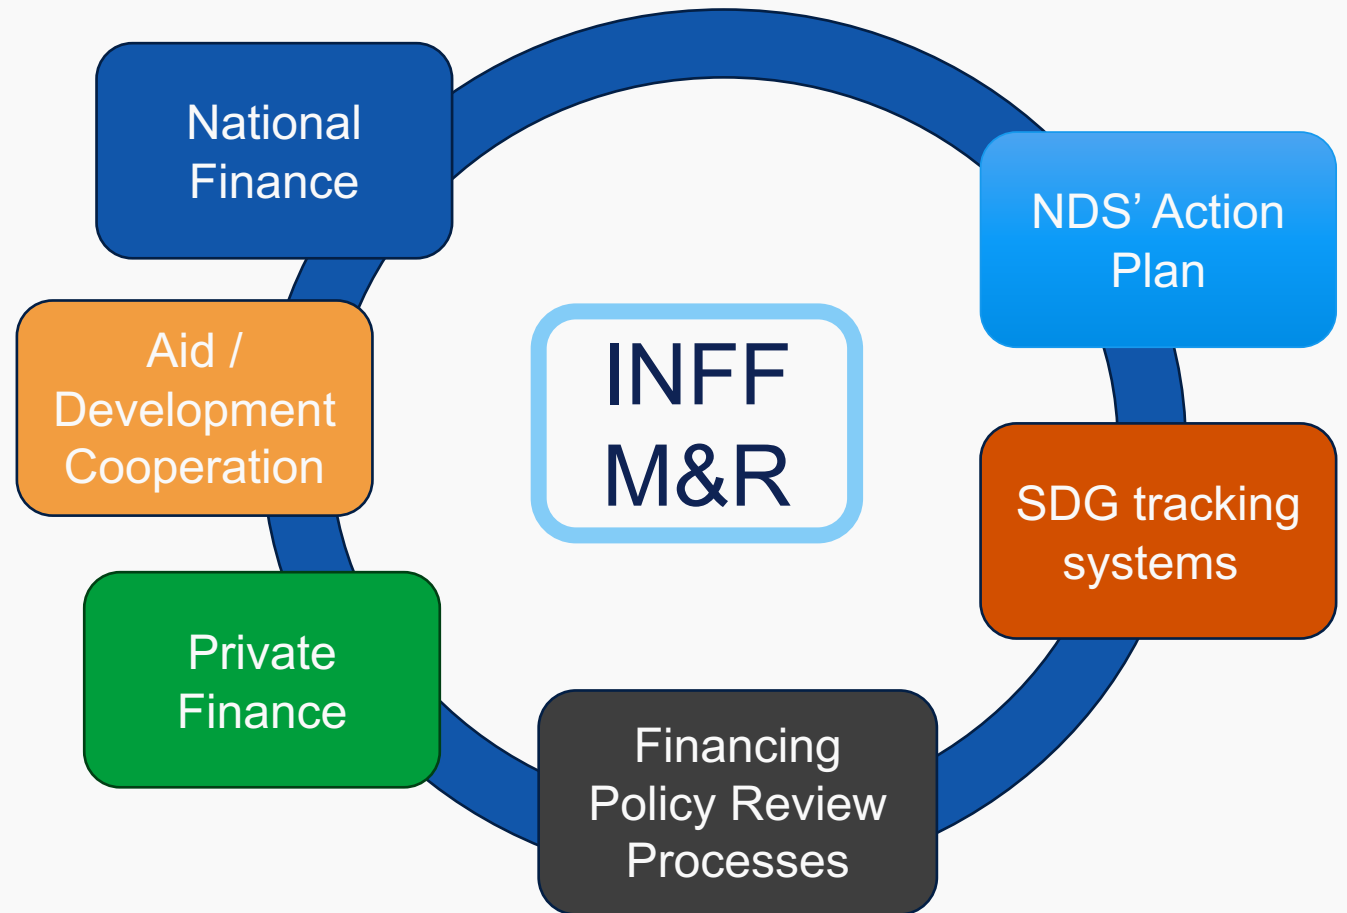 National
Finance
NDS’ Action
Plan
Aid /
Development
Cooperation
INFF
M&R
SDG tracking
systems
Private
Finance
Financing
Policy Review
Processes